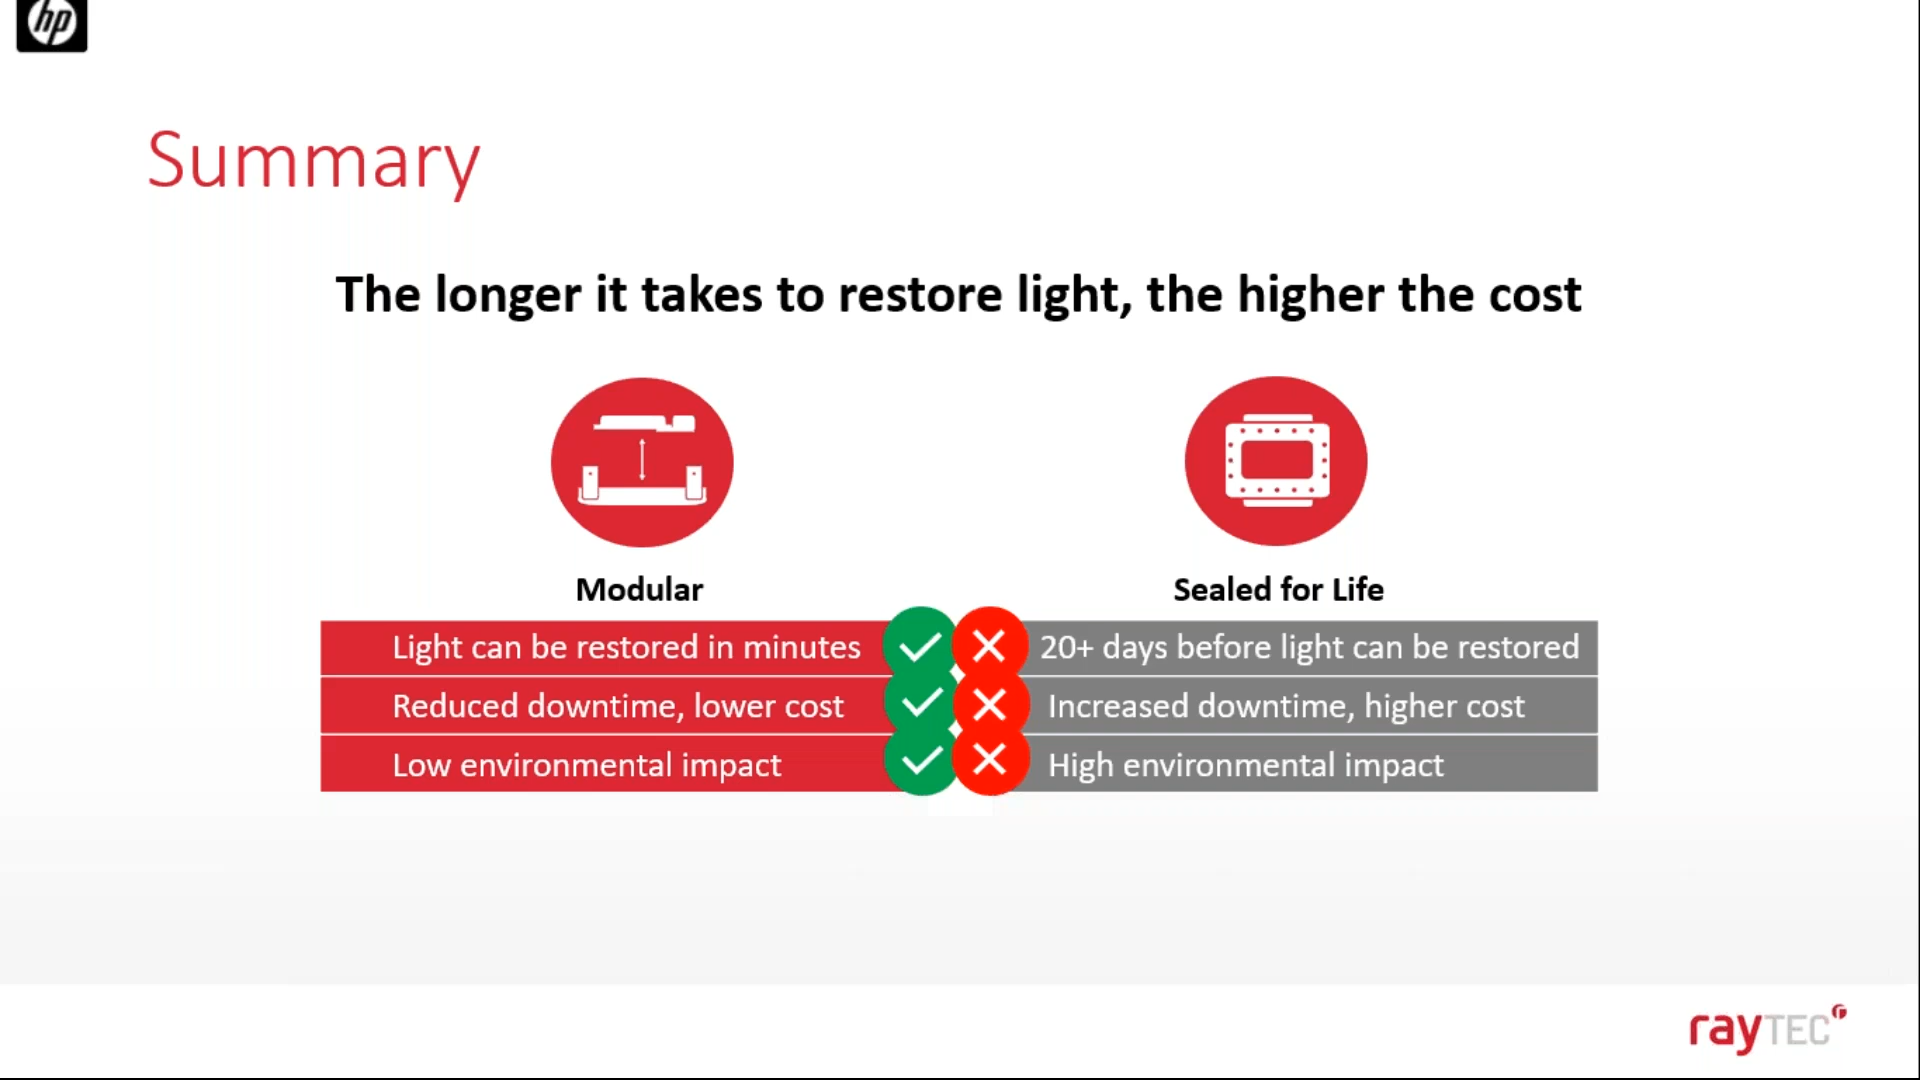 hp
Summary
The longer it takes to restore light, the higher the cost
Modular
Sealed for Life
Light can be restored in minutes
20+ days before light can be restored
Reduced downtime, lower cost
Increased downtime, higher cost
Low environmental impact
High environmental impact
rayTEC